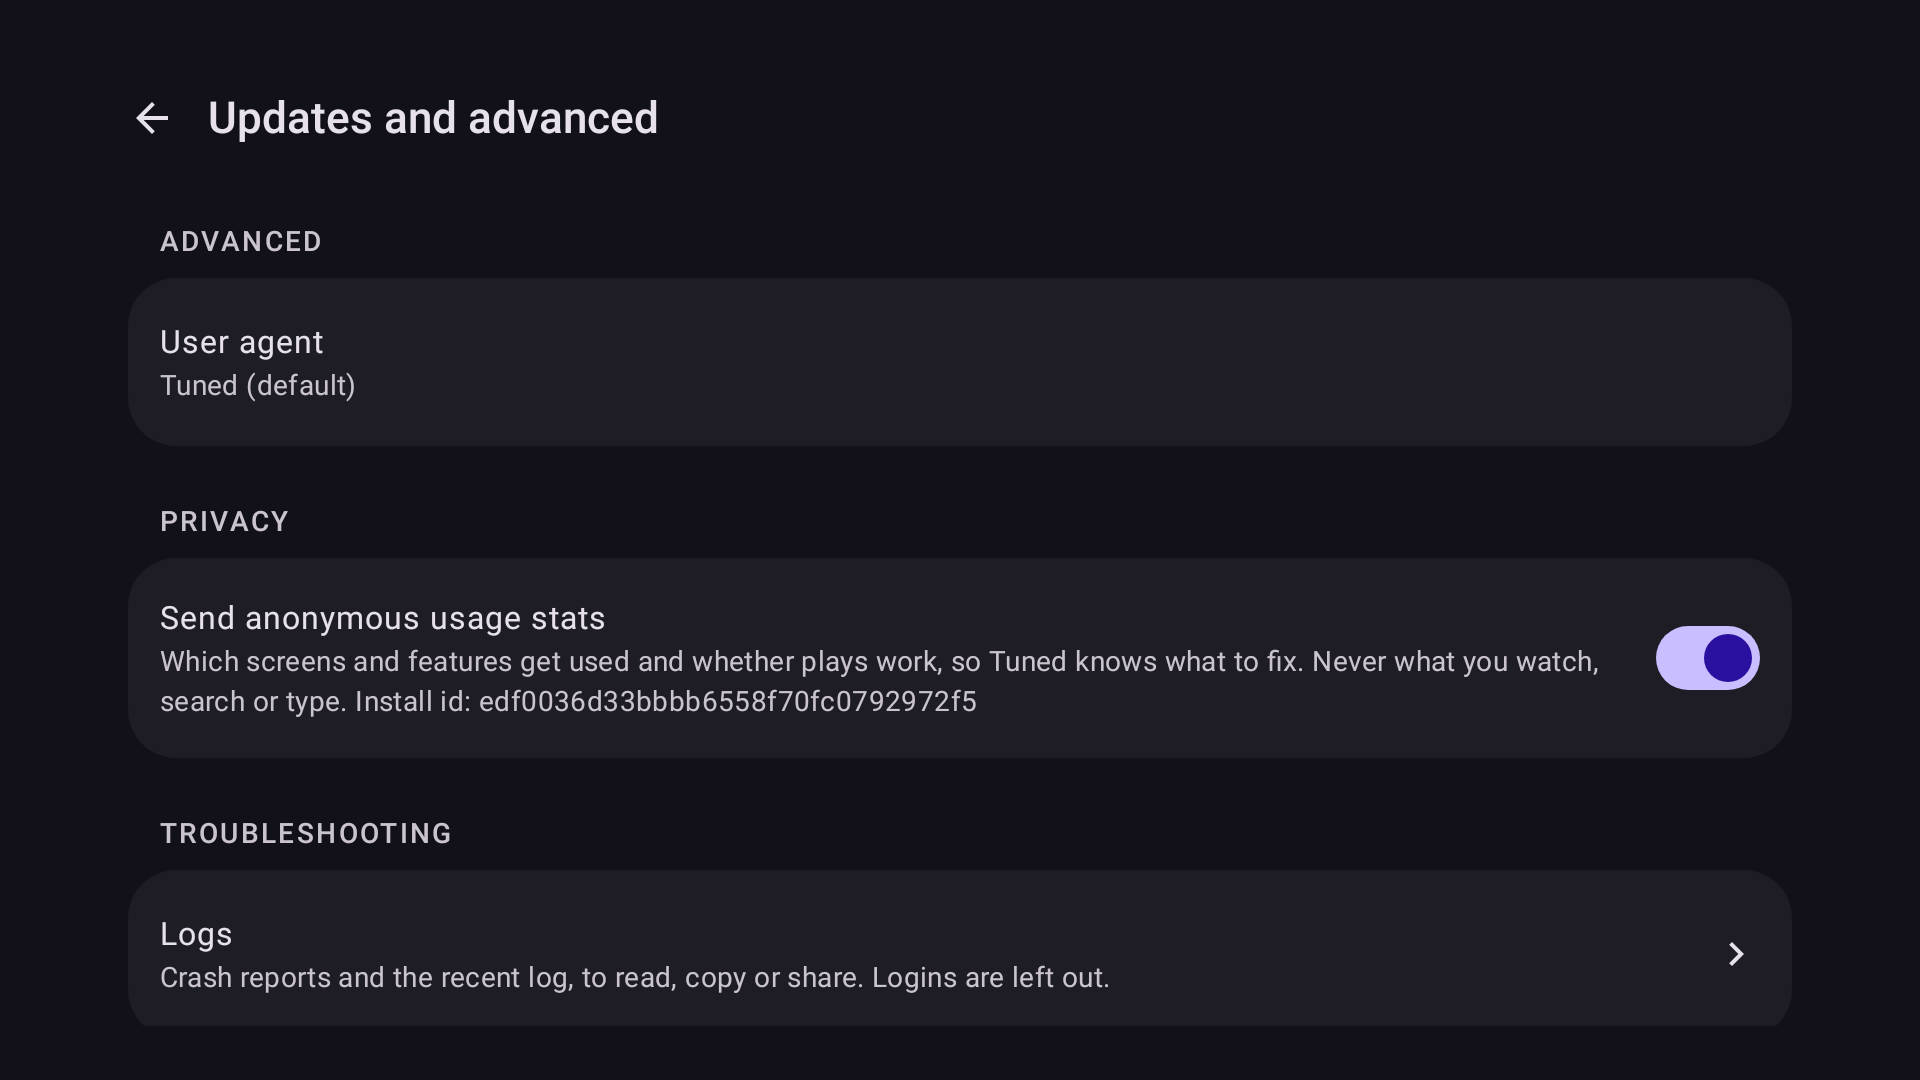 Updates and advanced
ADVANCED
User agent
Tuned (default)
PRIVACY
Send anonymous usage stats
Which screens and features get used and whether plays work, so Tuned knows what to fix. Never what you watch,
search or type. Install id: edf0036d33bbbb6558f70fc0792972f5
TROUBLESHOOTING
Logs
Crash reports and the recent log, to read, copy or share. Logins are left out.